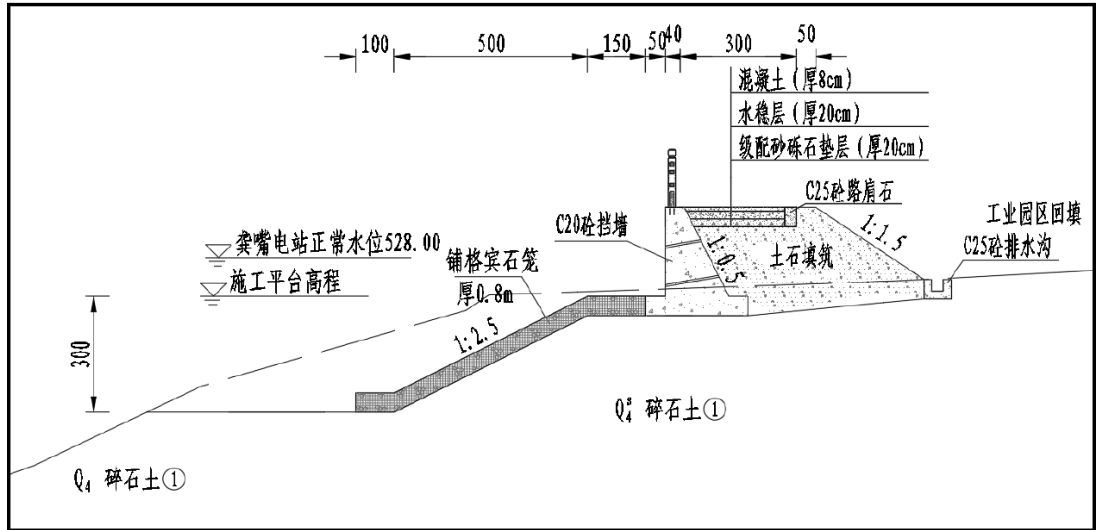 100 500 150 50 40 300 50
混凝土（厚8cm）
水稳层（厚20cm）
级配砂砾石垫层（厚20cm）
C25砼路肩石
工业园区回填
C20砼挡墙
1:1.5
C25砼排水沟
龚嘴电站正常水位528.00
1:0.5
土石填筑
铺格宾石笼
施工平台高程
厚0.8m
1:2.5
300
Q₄ 碎石土①
Q₄ 碎石土①